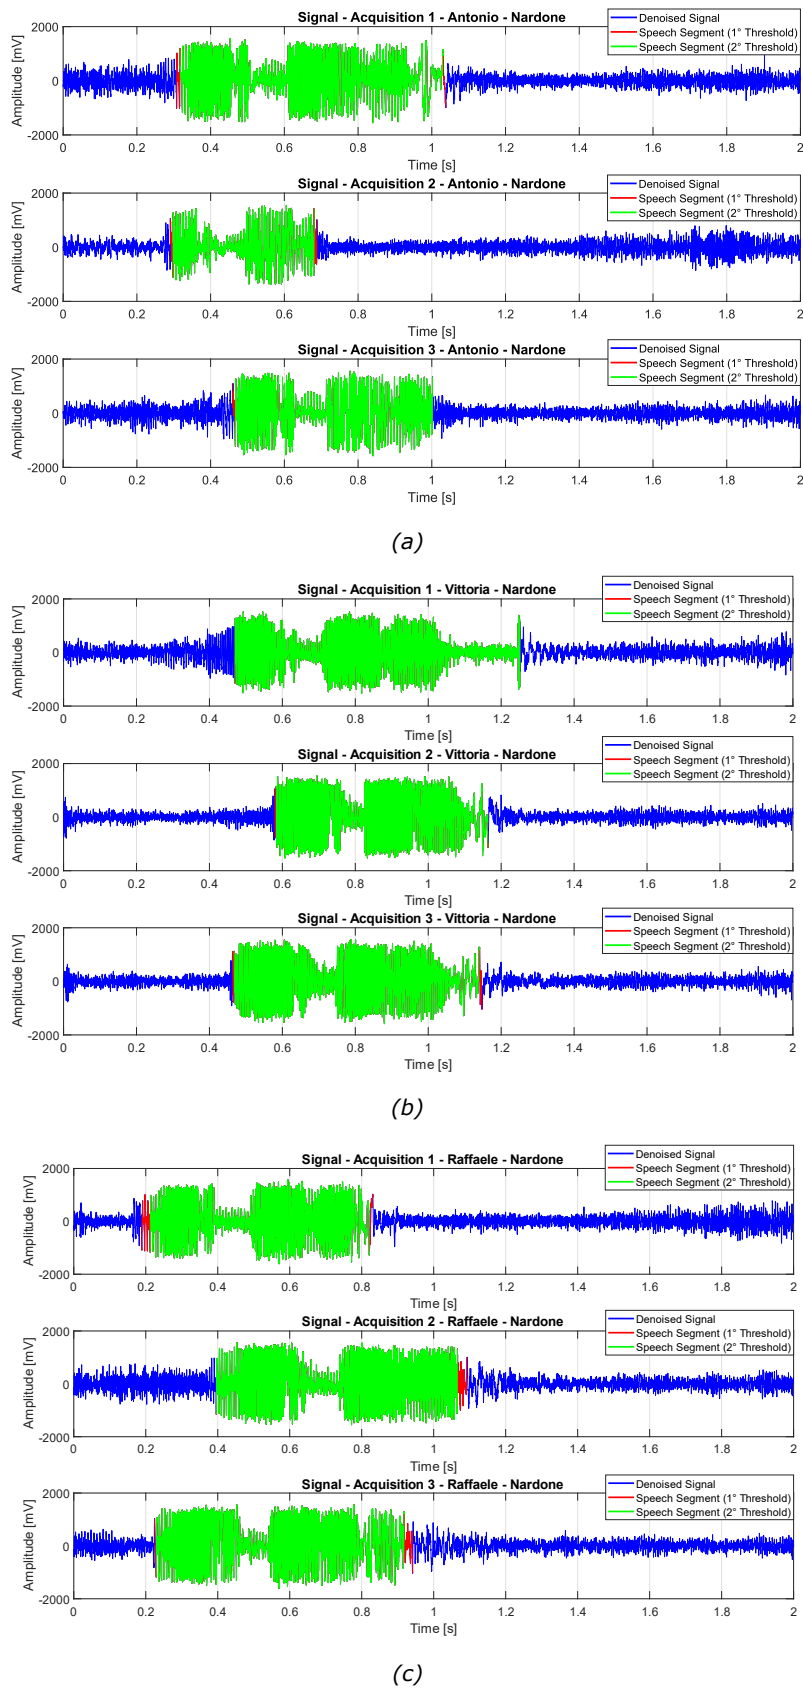 Signal - Acquisition 1 - Antonio - Nardone
Denoised Signal
Speech Segment (1° Threshold)
Speech Segment (2° Threshold)
Amplitude [mV]
2000
0
-2000
0 0.2 0.4 0.6 0.8 1 1.2 1.4 1.6 1.8 2
Time [s]
Signal - Acquisition 2 - Antonio - Nardone
Denoised Signal
Speech Segment (1° Threshold)
Speech Segment (2° Threshold)
Amplitude [mV]
2000
0
-2000
0 0.2 0.4 0.6 0.8 1 1.2 1.4 1.6 1.8 2
Time [s]
Signal - Acquisition 3 - Antonio - Nardone
Denoised Signal
Speech Segment (1° Threshold)
Speech Segment (2° Threshold)
Amplitude [mV]
2000
0
-2000
0 0.2 0.4 0.6 0.8 1 1.2 1.4 1.6 1.8 2
Time [s]
(a)
Signal - Acquisition 1 - Vittoria - Nardone
Denoised Signal
Speech Segment (1° Threshold)
Speech Segment (2° Threshold)
Amplitude [mV]
2000
0
-2000
0 0.2 0.4 0.6 0.8 1 1.2 1.4 1.6 1.8 2
Time [s]
Signal - Acquisition 2 - Vittoria - Nardone
Denoised Signal
Speech Segment (1° Threshold)
Speech Segment (2° Threshold)
Amplitude [mV]
2000
0
-2000
0 0.2 0.4 0.6 0.8 1 1.2 1.4 1.6 1.8 2
Time [s]
Signal - Acquisition 3 - Vittoria - Nardone
Denoised Signal
Speech Segment (1° Threshold)
Speech Segment (2° Threshold)
Amplitude [mV]
2000
0
-2000
0 0.2 0.4 0.6 0.8 1 1.2 1.4 1.6 1.8 2
Time [s]
(b)
Signal - Acquisition 1 - Raffaele - Nardone
Denoised Signal
Speech Segment (1° Threshold)
Speech Segment (2° Threshold)
Amplitude [mV]
2000
0
-2000
0 0.2 0.4 0.6 0.8 1 1.2 1.4 1.6 1.8 2
Time [s]
Signal - Acquisition 2 - Raffaele - Nardone
Denoised Signal
Speech Segment (1° Threshold)
Speech Segment (2° Threshold)
Amplitude [mV]
2000
0
-2000
0 0.2 0.4 0.6 0.8 1 1.2 1.4 1.6 1.8 2
Time [s]
Signal - Acquisition 3 - Raffaele - Nardone
Denoised Signal
Speech Segment (1° Threshold)
Speech Segment (2° Threshold)
Amplitude [mV]
2000
0
-2000
0 0.2 0.4 0.6 0.8 1 1.2 1.4 1.6 1.8 2
Time [s]
(c)